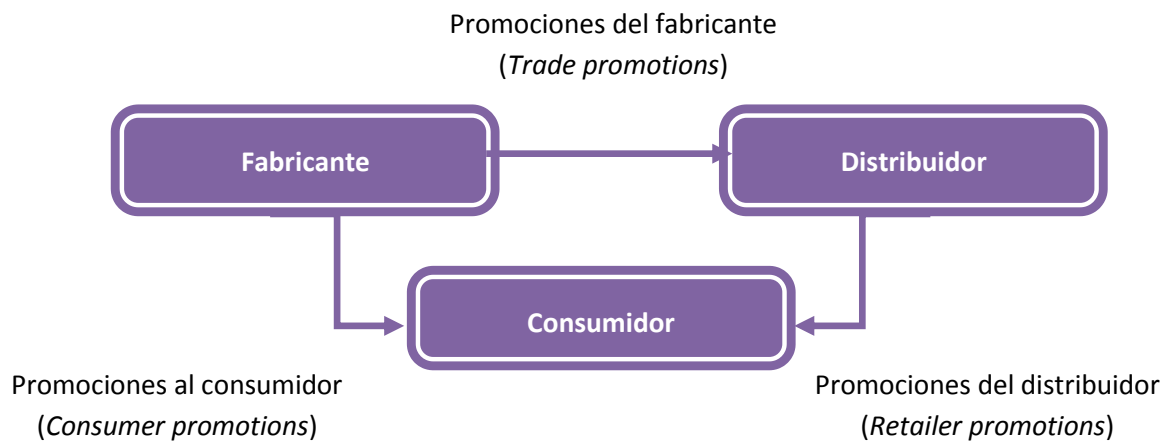 Promociones del fabricante
(Trade promotions)
Fabricante
Distribuidor
Consumidor
Promociones al consumidor
(Consumer promotions)
Promociones del distribuidor
(Retailer promotions)